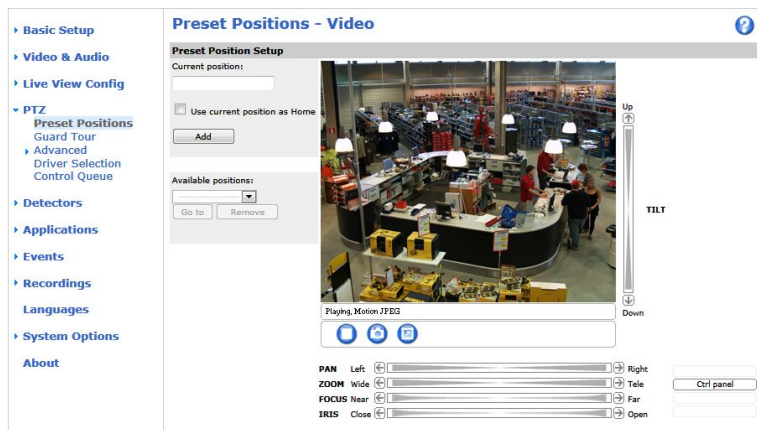 Basic Setup
Video & Audio
Live View Config
PTZ
Preset Positions
Guard Tour
Advanced
Driver Selection
Control Queue
Detectors
Applications
Events
Recordings
Languages
System Options
About
Preset Positions - Video
?
Preset Position Setup
Current position:
Use current position as Home
Add
Available positions:
Go to Remove
Up
TILT
Down
Playing, Motion JPEG
PAN Left Right
ZOOM Wide Tele Ctrl panel
FOCUS Near Far
IRIS Close Open